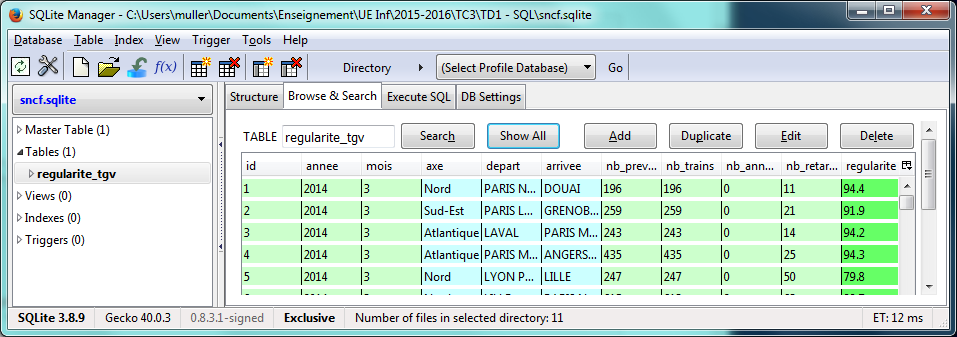 SQLite Manager - C:\Users\muller\Documents\Enseignement\UE Inf\2015-2016\TC3\TD1 - SQL\sncf.sqlite
Database Table Index View Trigger Tools Help
f(x) Directory (Select Profile Database) Go
sncf.sqlite
Master Table (1)
Tables (1)
regularite_tgv
Views (0)
Indexes (0)
Triggers (0)
Structure Browse & Search Execute SQL DB Settings
TABLE regularite_tgv Search Show All Add Duplicate Edit Delete
id annee mois axe depart arrivee nb_prev... nb_trains nb_ann... nb_retar... regularite
1 2014 3 Nord PARIS N... DOUAI 196 196 0 11 94.4
2 2014 3 Sud-Est PARIS L... GRENOB... 259 259 0 21 91.9
3 2014 3 Atlantique LAVAL PARIS M... 243 243 0 14 94.2
4 2014 3 Atlantique PARIS M... ANGERS... 435 435 0 25 94.3
5 2014 3 Nord LYON P... LILLE 247 247 0 50 79.8
SQLite 3.8.9 Gecko 40.0.3 0.8.3.1-signed Exclusive Number of files in selected directory: 11 ET: 12 ms